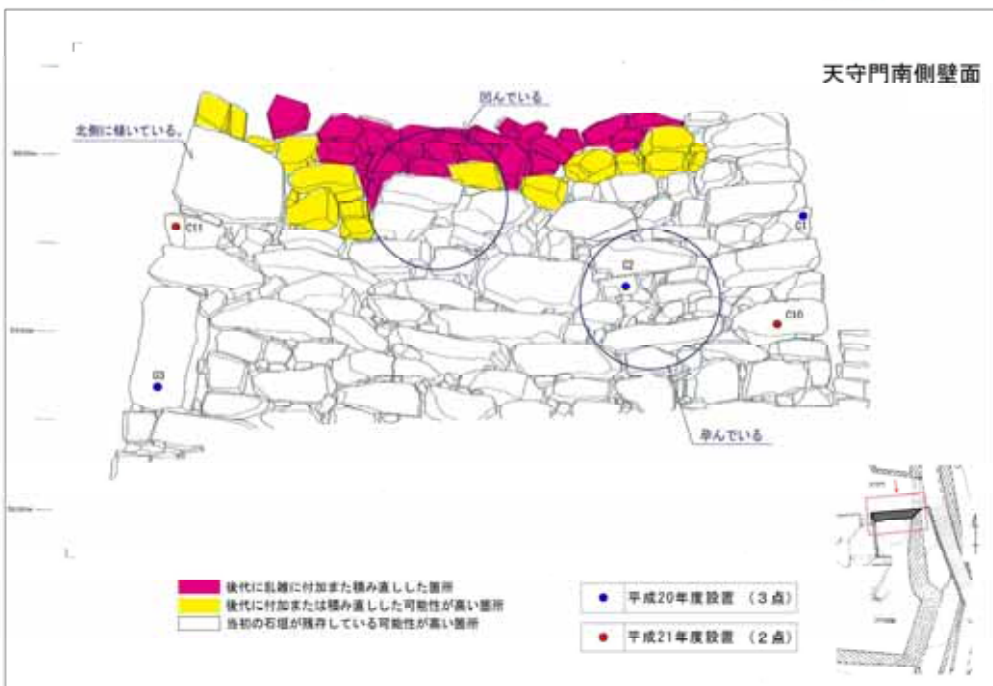 天守門南側壁面
凹んでいる
北側に傾いている。
C11
C1
C2
C10
C3
孕んでいる
後代に乱雑に付加また積み直しした箇所
後代に付加または積み直しした可能性が高い箇所
当初の石垣が残存している可能性が高い箇所
平成20年度設置 (3点)
平成21年度設置 (2点)